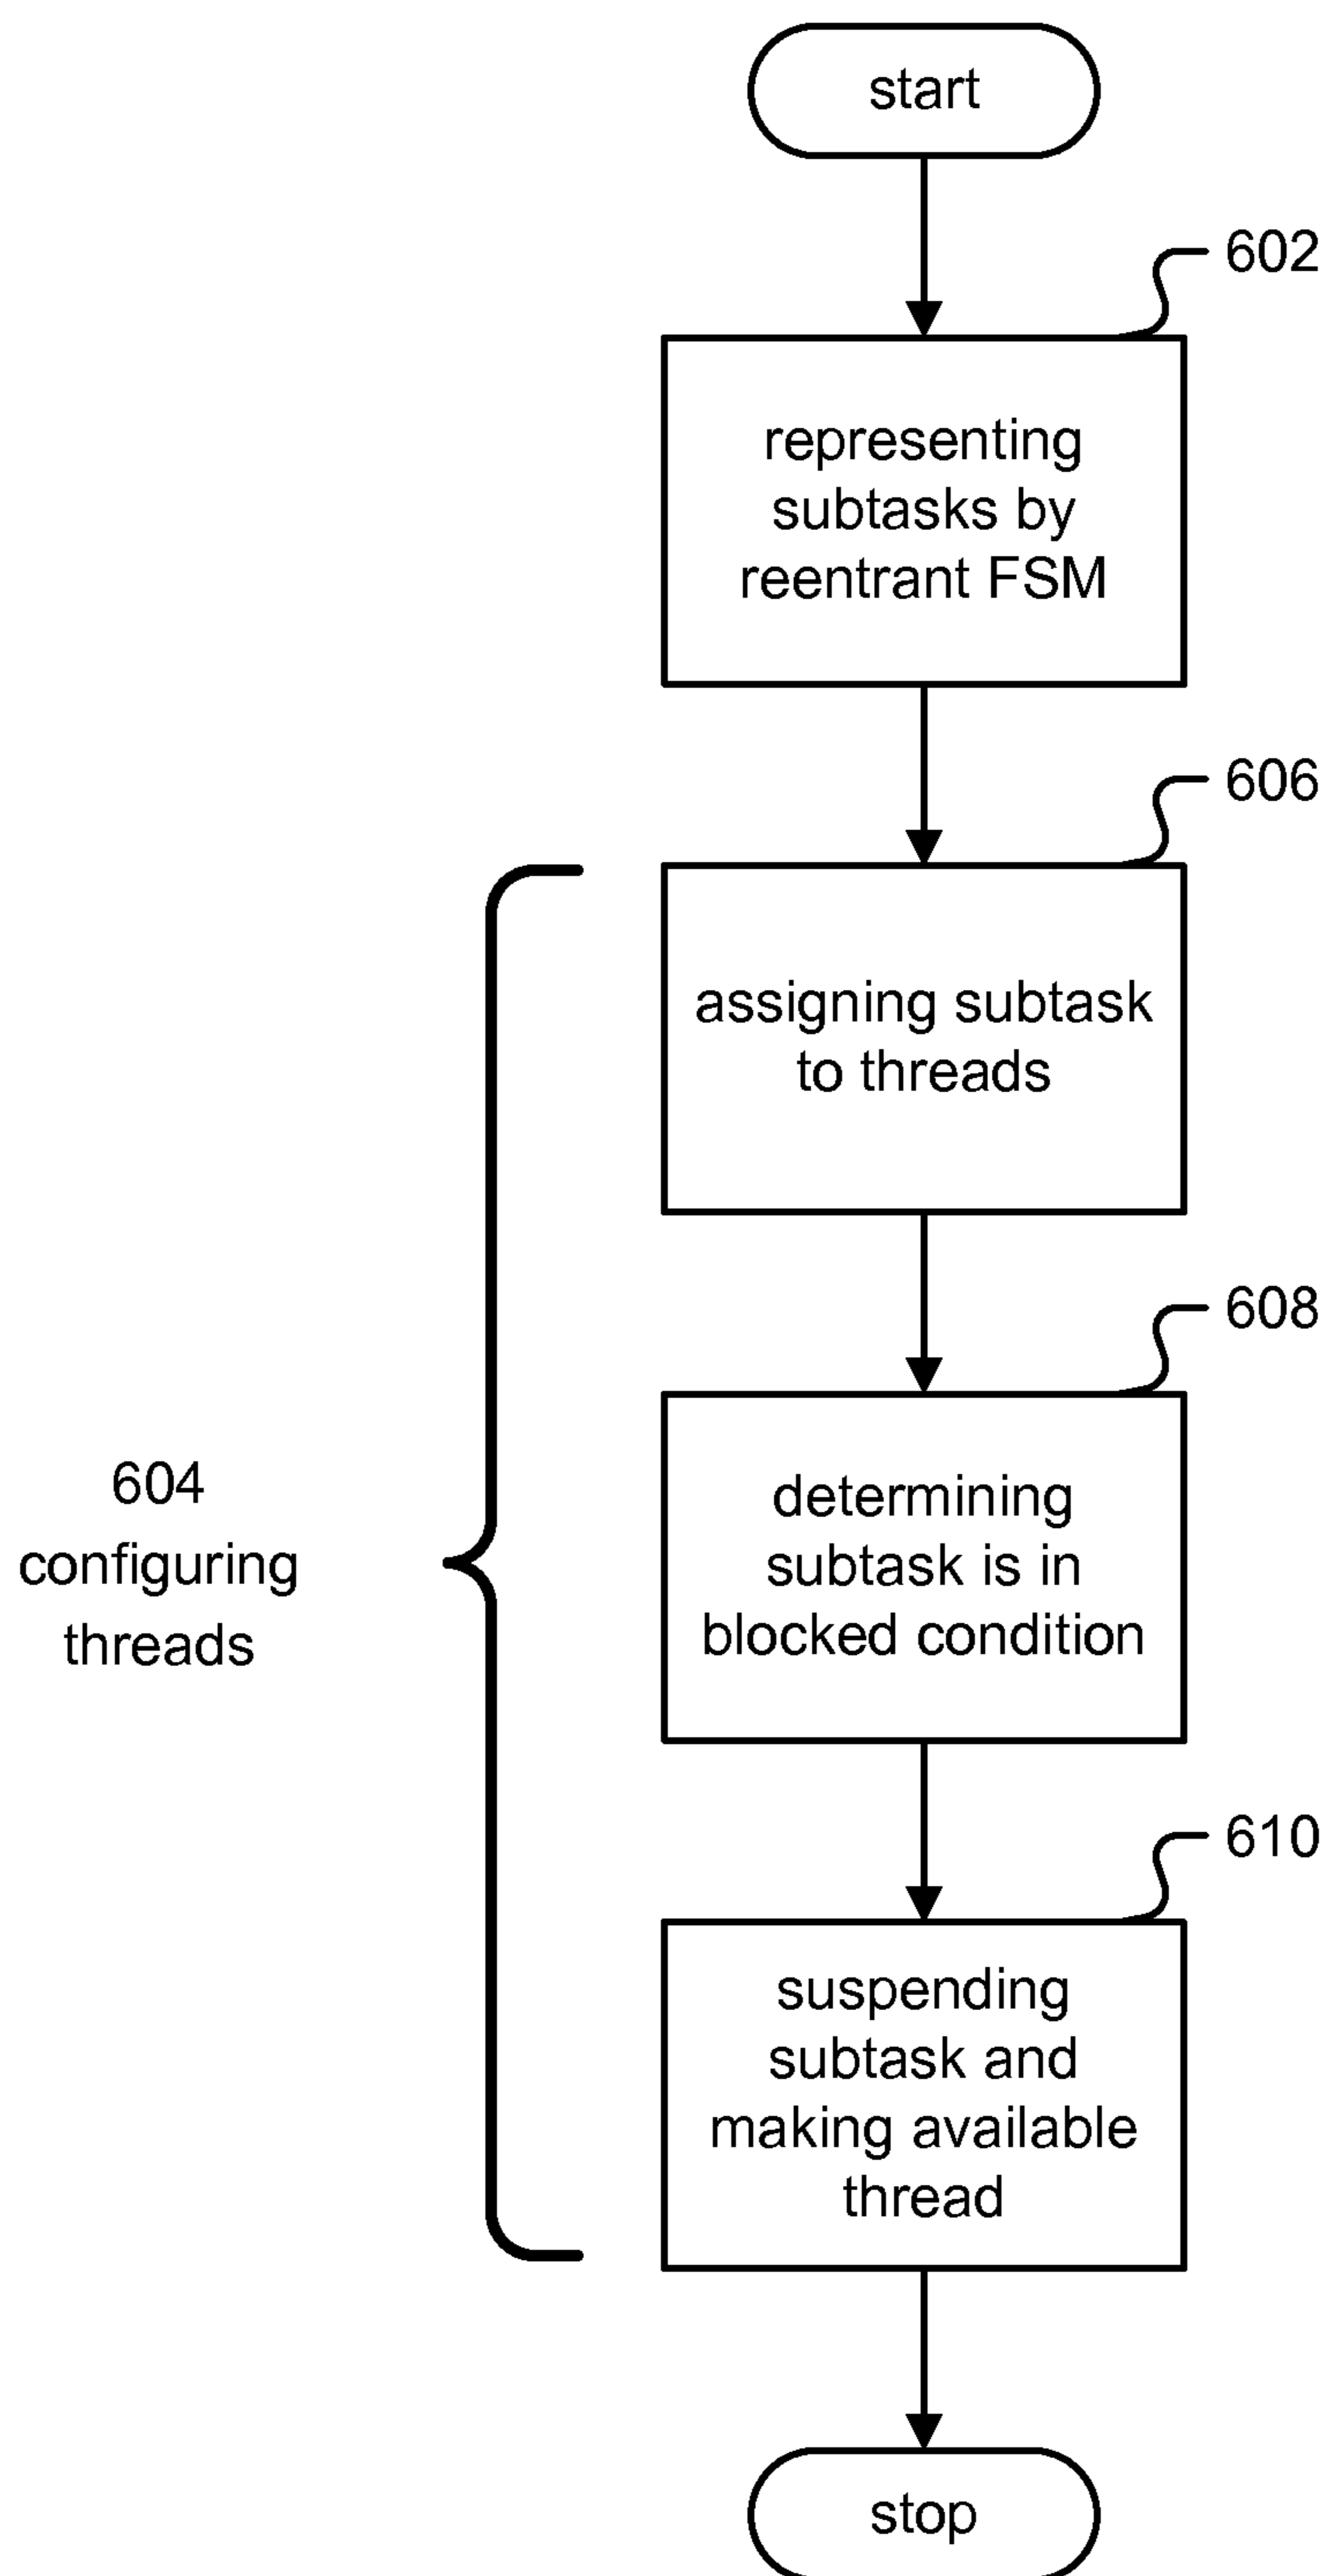 start
602
representing
subtasks by
reentrant FSM
606
assigning subtask
to threads
608
determining
subtask is in
blocked condition
604
configuring
threads
610
suspending
subtask and
making available
thread
stop